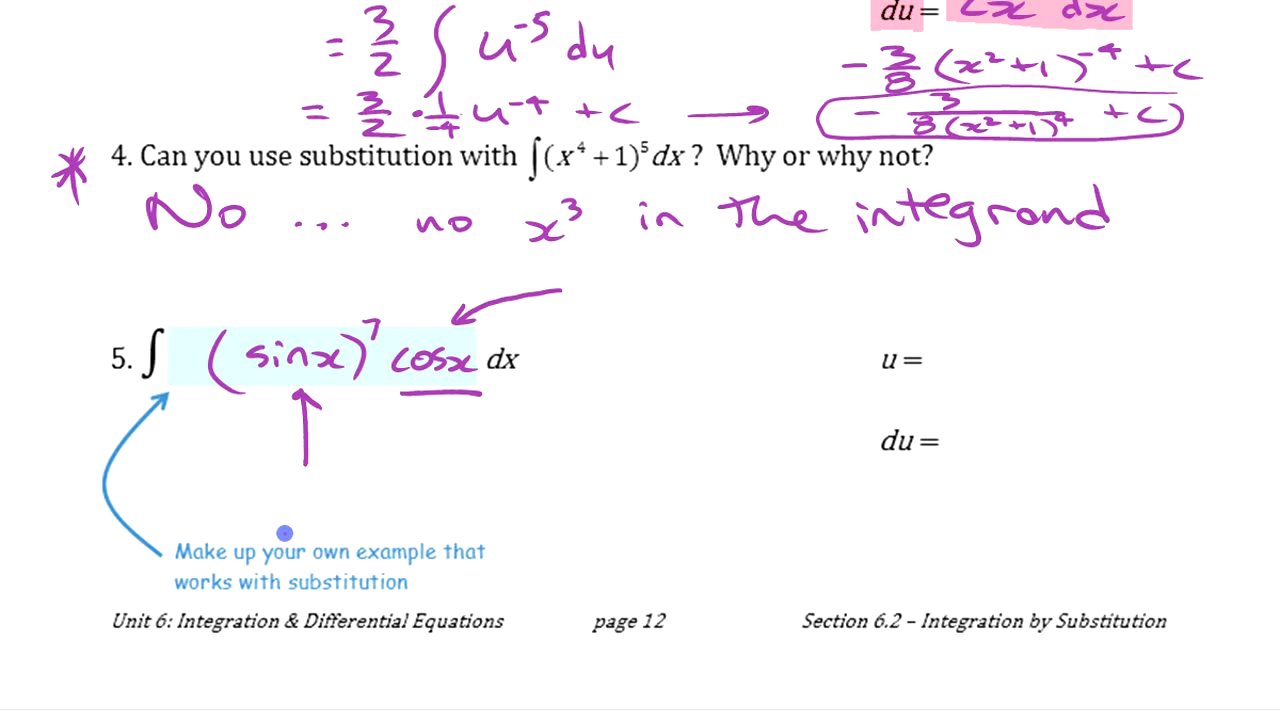 du = 2x dx
= 3/2 ∫ u^-5 du
- 3/8 (x² + 1)^-4 + C
= 3/2 · 1/-4 u^-4 + C → - 3/(8(x² + 1)^4) + C
* 4. Can you use substitution with ∫(x⁴ + 1)⁵ dx ? Why or why not?
No ... no x³ in the integrand
5. ∫ (sinx)⁷ cosx dx
u =
du =
Make up your own example that
works with substitution
Unit 6: Integration & Differential Equations page 12 Section 6.2 – Integration by Substitution